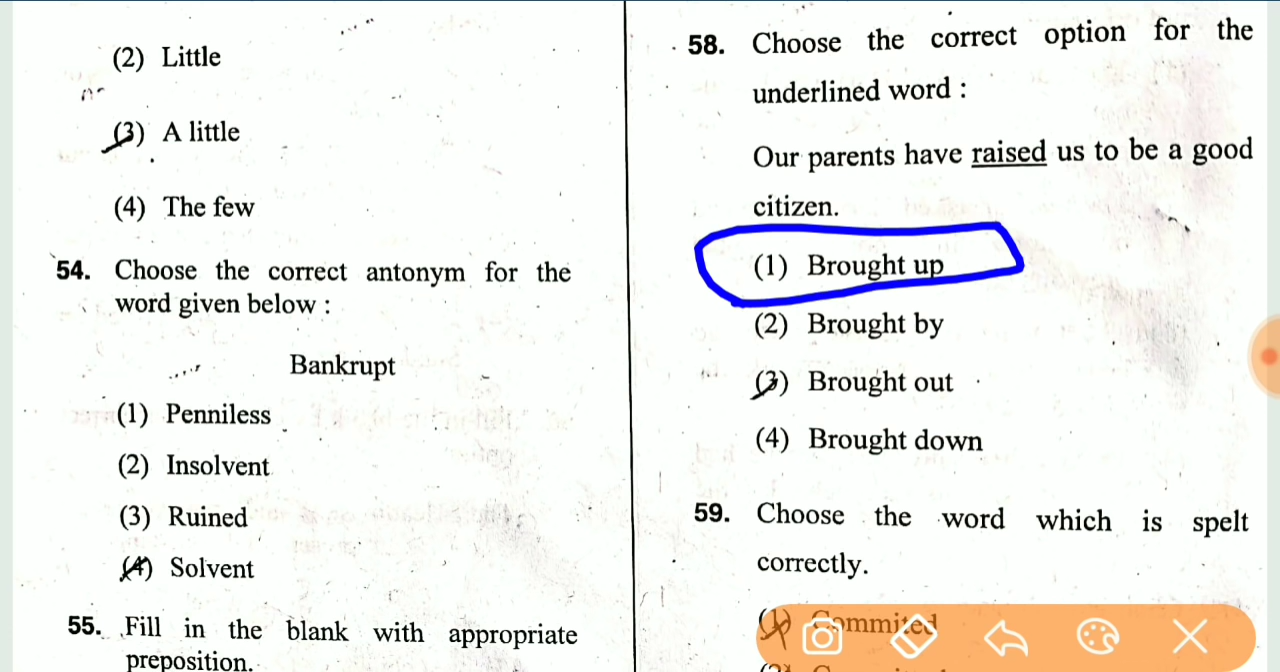 (2) Little
(3) A little
(4) The few
54. Choose the correct antonym for the
word given below :
Bankrupt
(1) Penniless
(2) Insolvent
(3) Ruined
(4) Solvent
55. Fill in the blank with appropriate
preposition.
58. Choose the correct option for the
underlined word :
Our parents have raised us to be a good
citizen.
(1) Brought up
(2) Brought by
(3) Brought out
(4) Brought down
59. Choose the word which is spelt
correctly.
(1) Commited